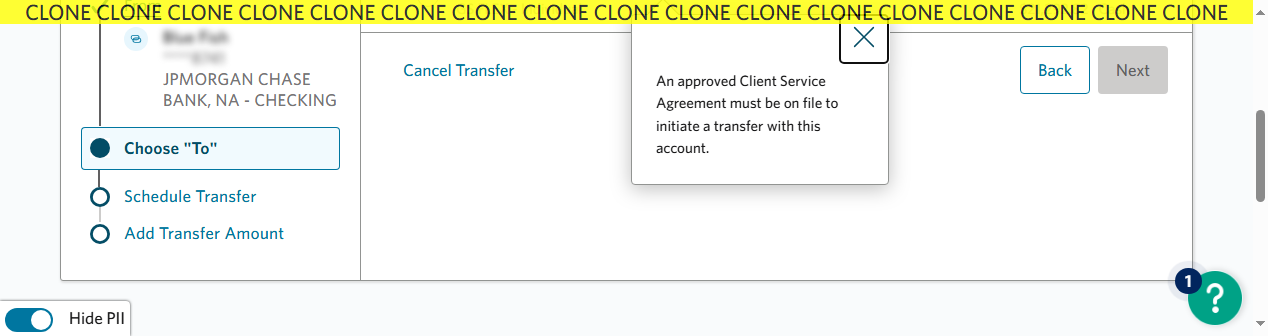 CLONE CLONE CLONE CLONE CLONE CLONE CLONE CLONE CLONE CLONE CLONE CLONE CLONE CLONE CLONE CLONE CLONE
JPMORGAN CHASE
BANK, NA - CHECKING
Choose "To"
Schedule Transfer
Add Transfer Amount
Cancel Transfer
An approved Client Service
Agreement must be on file to
initiate a transfer with this
account.
Back
Next
1
?
Hide PII